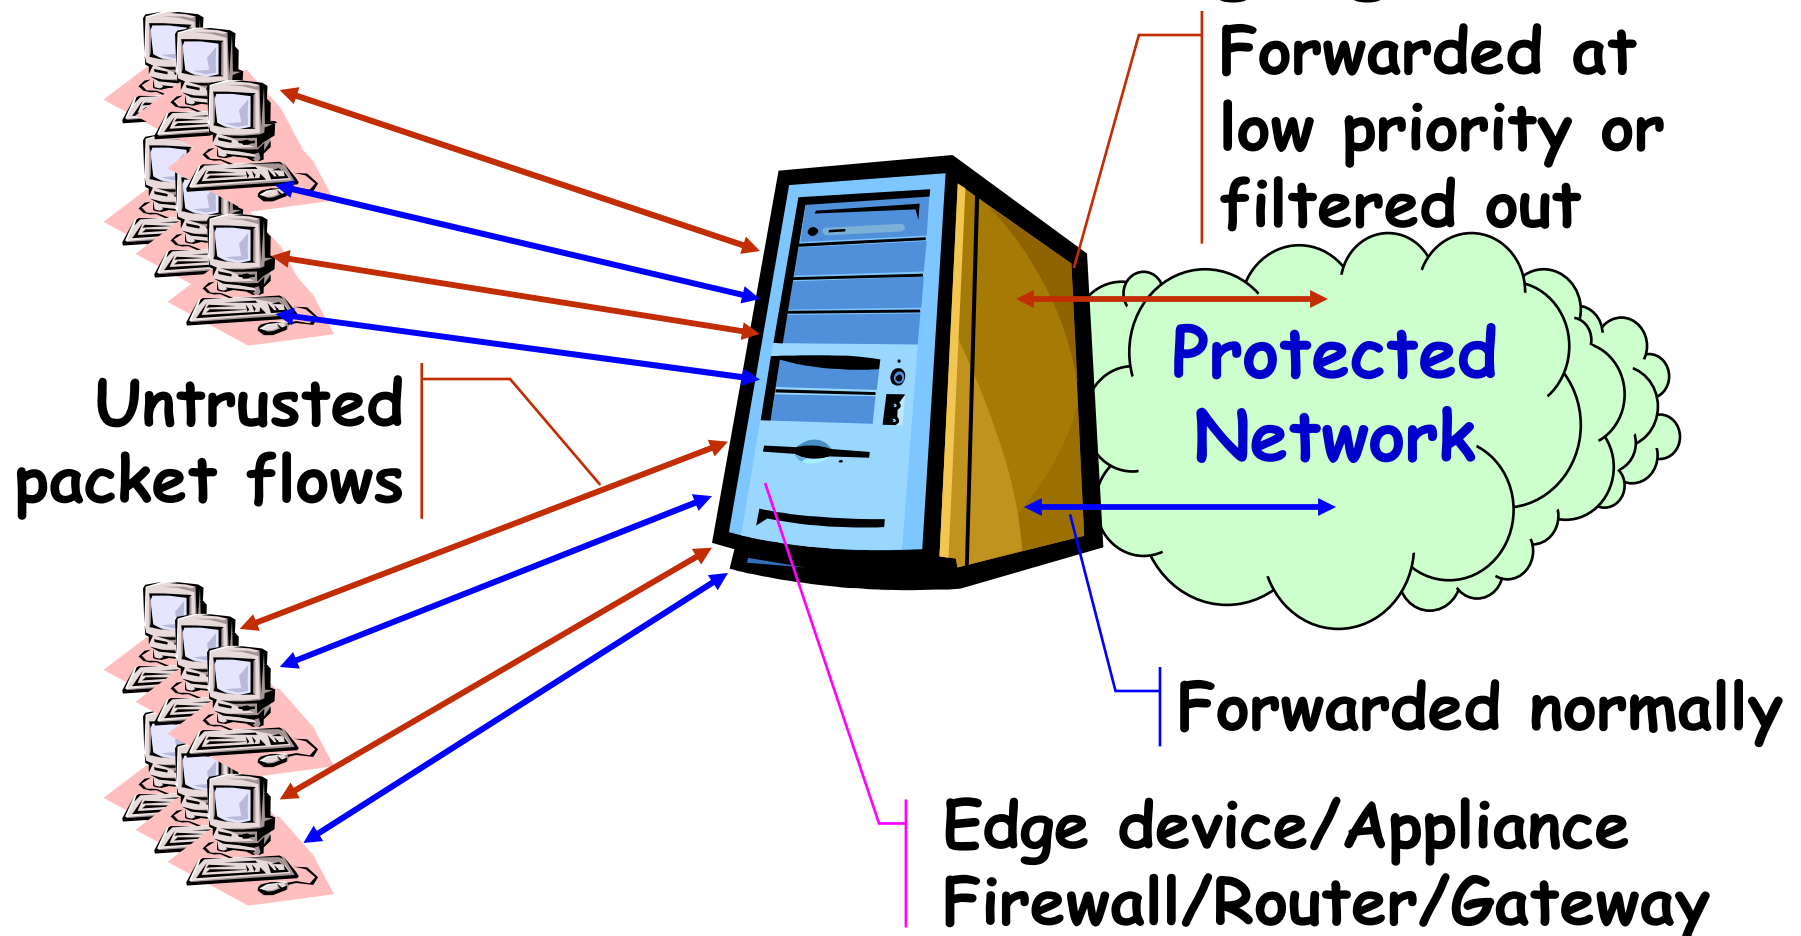 Forwarded at
low priority or
filtered out
Protected
Network
Untrusted
packet flows
Forwarded normally
Edge device/Appliance
Firewall/Router/Gateway